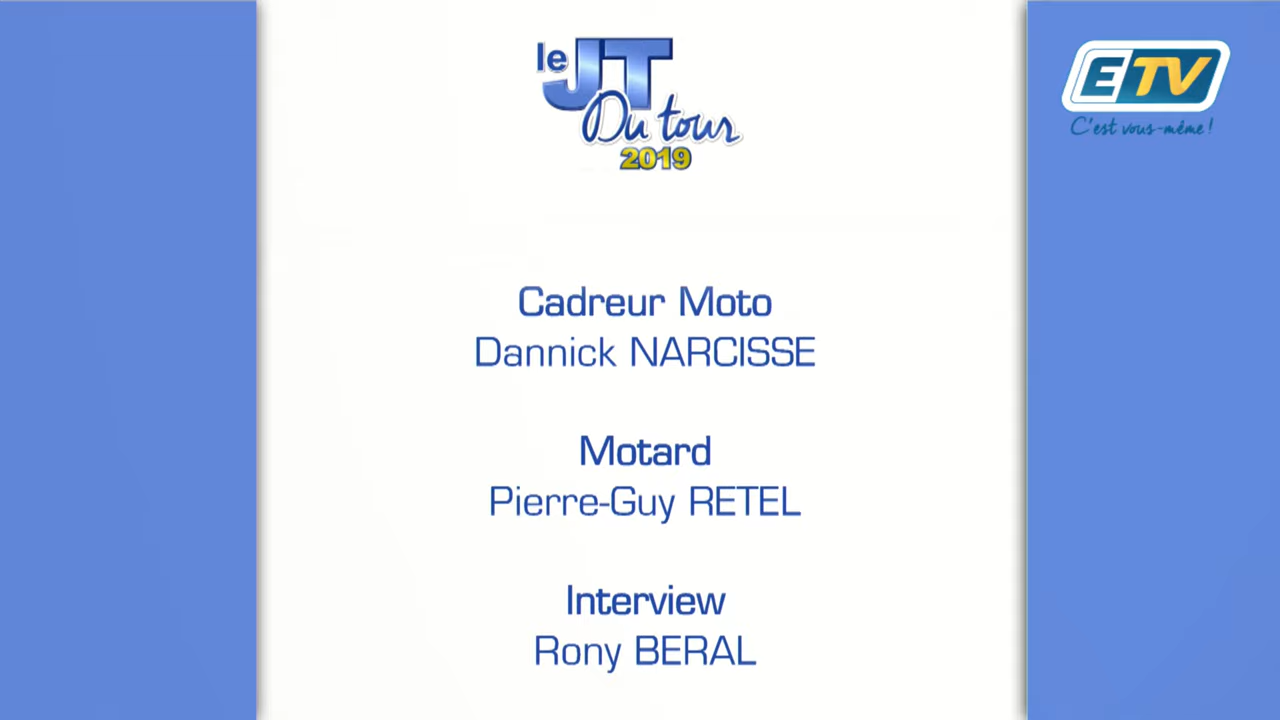 le JT
Du tour
2019
ETV
C'est vous-même!
Cadreur Moto
Dannick NARCISSE
Motard
Pierre-Guy RETEL
Interview
Rony BERAL